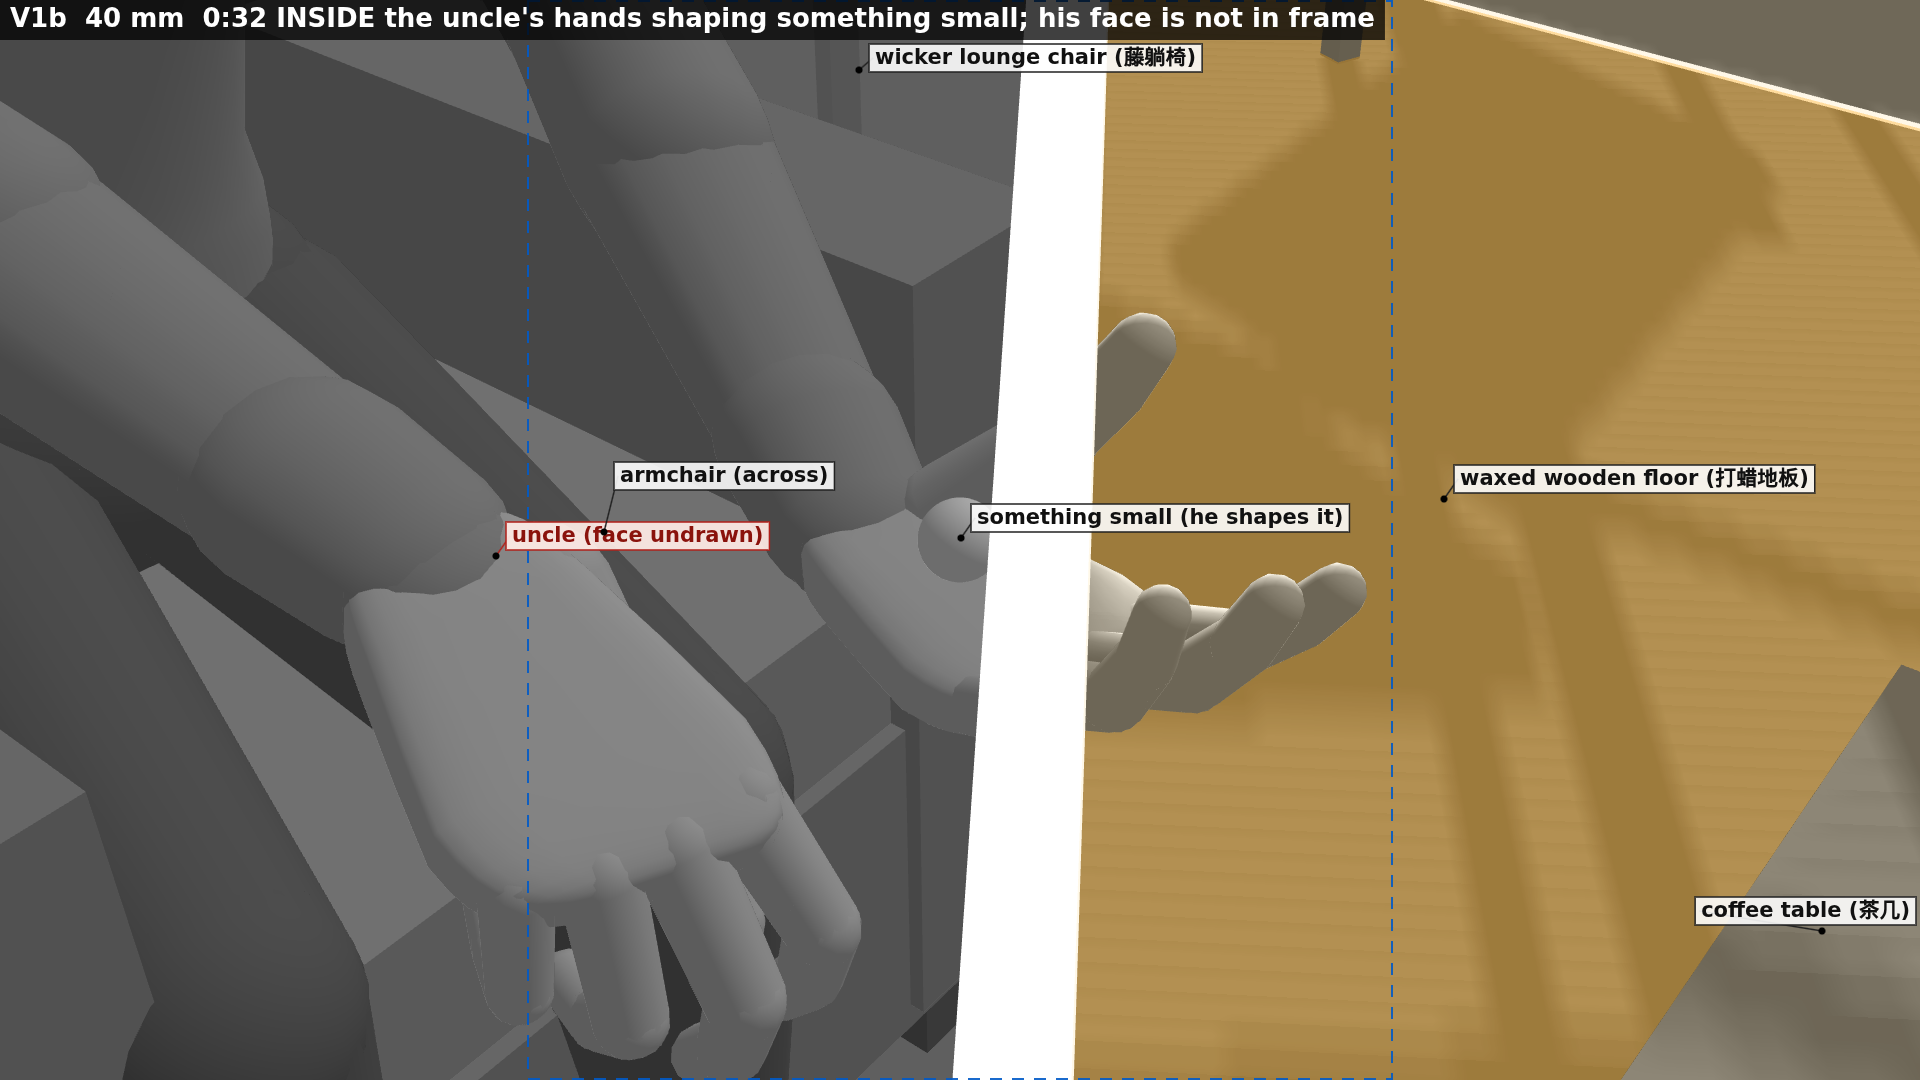 V1b 40 mm 0:32 INSIDE the uncle's hands shaping something small; his face is not in frame
wicker lounge chair (藤躺椅)
armchair (across)
waxed wooden floor (打蜡地板)
something small (he shapes it)
uncle (face undrawn)
coffee table (茶几)